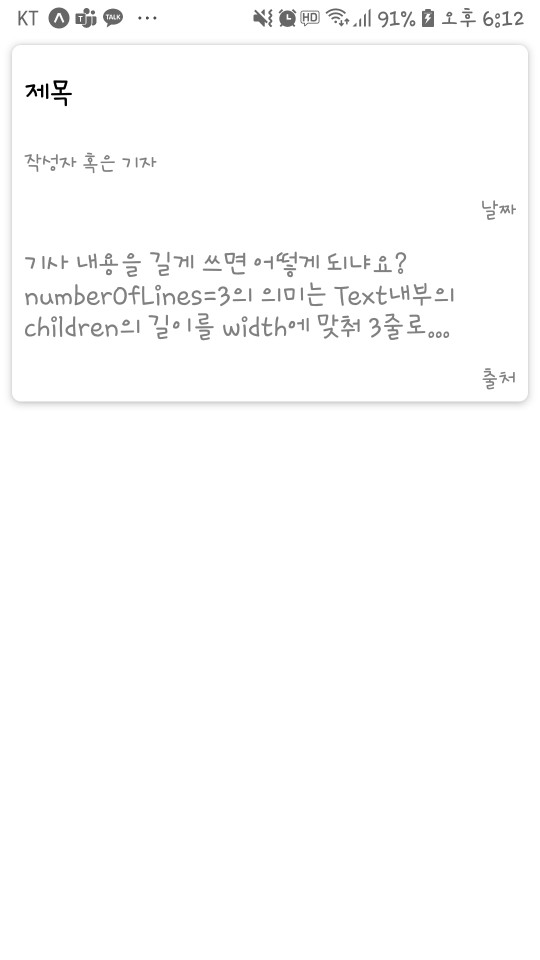 KT TALK ... HD 91% 오후 6:12
제목
작성자 혹은 기자
날짜
기사 내용을 길게 쓰면 어떻게 되냐요?
numberOfLines=3의 의미는 Text내부의
children의 길이를 width에 맞춰 3줄로...
출처